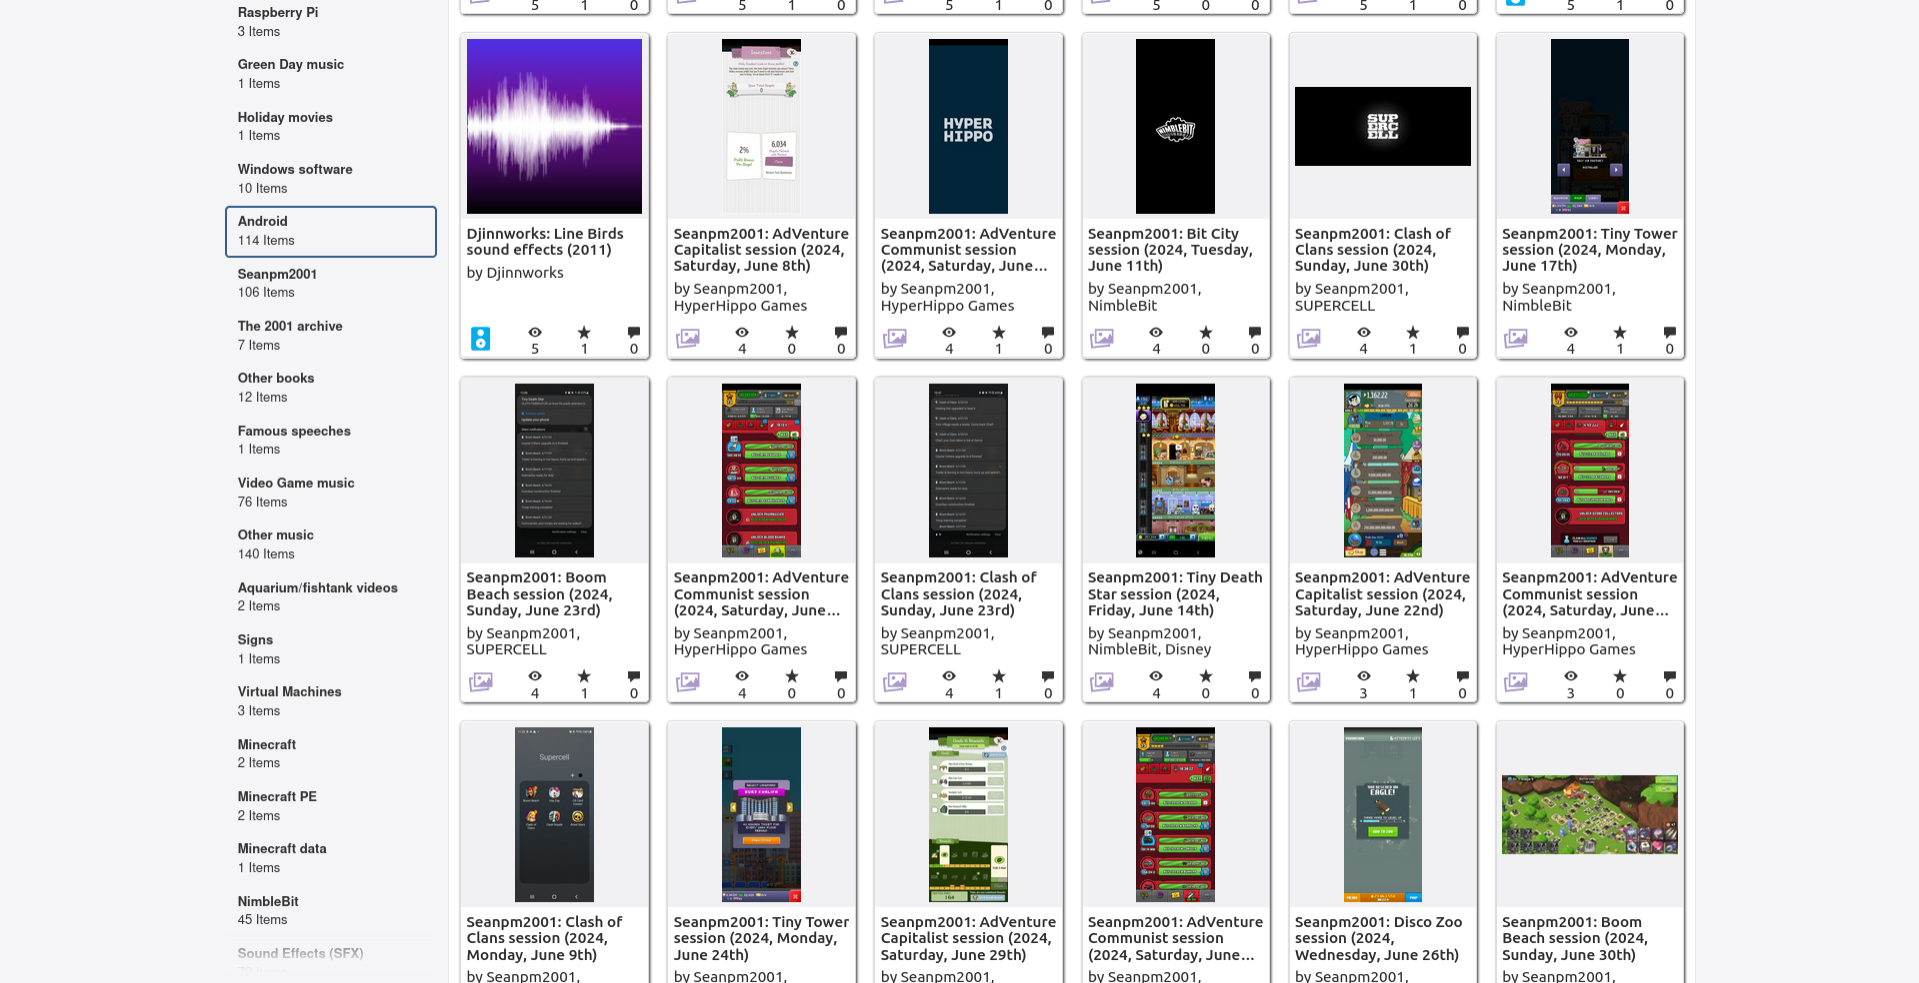 Raspberry Pi
3 Items
Green Day music
1 Items
Holiday movies
1 Items
Windows software
10 Items
Android
114 Items
Seanpm2001
106 Items
The 2001 archive
7 Items
Other books
12 Items
Famous speeches
1 Items
Video Game music
76 Items
Other music
140 Items
Aquarium/fishtank videos
2 Items
Signs
1 Items
Virtual Machines
3 Items
Minecraft
2 Items
Minecraft PE
2 Items
Minecraft data
1 Items
NimbleBit
45 Items
Sound Effects (SFX)
5 1 0
5 1 0
5 1 0
5 0 0
5 1 0
5 1 0
Djinnworks: Line Birds
sound effects (2011)
by Djinnworks
5 1 0
2%
6,034
Seanpm2001: AdVenture
Capitalist session (2024,
Saturday, June 8th)
by Seanpm2001,
HyperHippo Games
4 0 0
HYPER
HIPPO
Seanpm2001: AdVenture
Communist session
(2024, Saturday, June...
by Seanpm2001,
HyperHippo Games
4 1 0
NIMBLEBIT
Seanpm2001: Bit City
session (2024, Tuesday,
June 11th)
by Seanpm2001,
NimbleBit
4 0 0
SUP
ERC
ELL
Seanpm2001: Clash of
Clans session (2024,
Sunday, June 30th)
by Seanpm2001,
SUPERCELL
4 1 0
Seanpm2001: Tiny Tower
session (2024, Monday,
June 17th)
by Seanpm2001,
NimbleBit
4 1 0
Seanpm2001: Boom
Beach session (2024,
Sunday, June 23rd)
by Seanpm2001,
SUPERCELL
4 1 0
Seanpm2001: AdVenture
Communist session
(2024, Saturday, June...
by Seanpm2001,
HyperHippo Games
4 0 0
Seanpm2001: Clash of
Clans session (2024,
Sunday, June 23rd)
by Seanpm2001,
SUPERCELL
4 1 0
Seanpm2001: Tiny Death
Star session (2024,
Friday, June 14th)
by Seanpm2001,
NimbleBit, Disney
4 0 0
Seanpm2001: AdVenture
Capitalist session (2024,
Saturday, June 22nd)
by Seanpm2001,
HyperHippo Games
3 1 0
Seanpm2001: AdVenture
Communist session
(2024, Saturday, June...
by Seanpm2001,
HyperHippo Games
3 0 0
Supercell
Seanpm2001: Clash of
Clans session (2024,
Monday, June 9th)
by Seanpm2001,
Seanpm2001: Tiny Tower
session (2024, Monday,
June 24th)
by Seanpm2001,
Seanpm2001: AdVenture
Capitalist session (2024,
Saturday, June 29th)
by Seanpm2001,
Seanpm2001: AdVenture
Communist session
(2024, Saturday, June...
by Seanpm2001,
EAGLE!
Seanpm2001: Disco Zoo
session (2024,
Wednesday, June 26th)
by Seanpm2001,
Seanpm2001: Boom
Beach session (2024,
Sunday, June 30th)
by Seanpm2001,